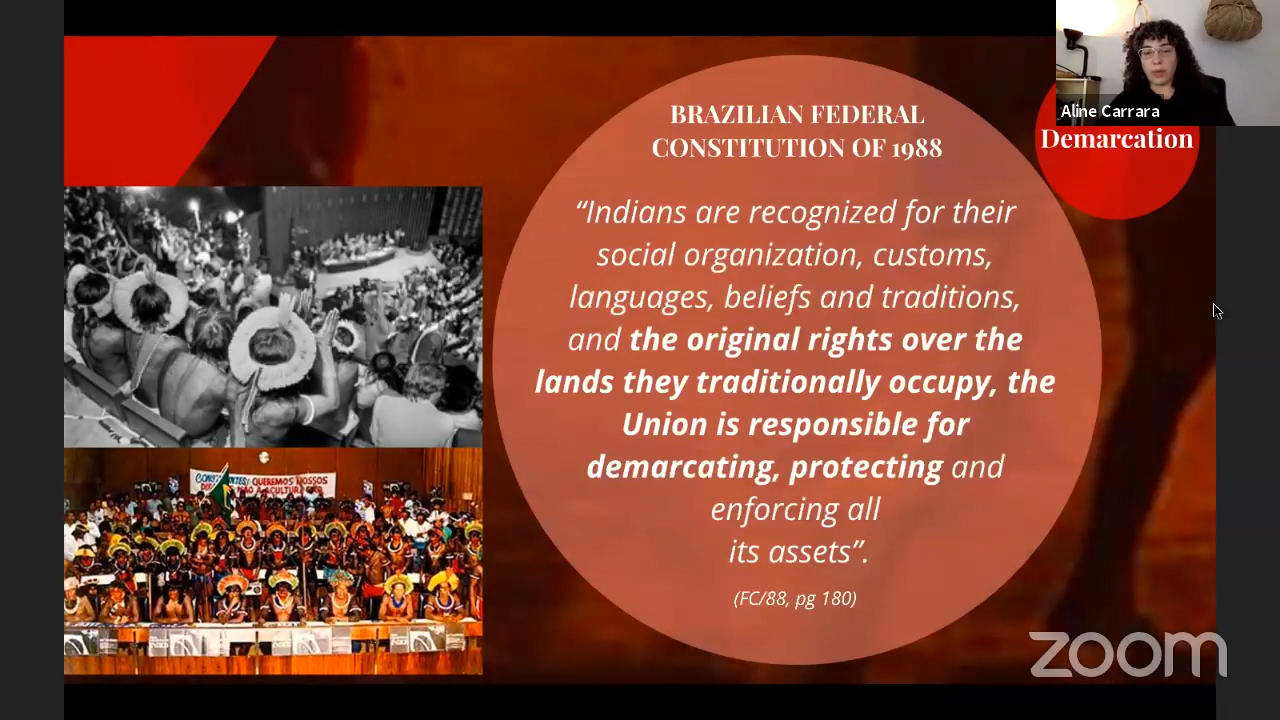 Aline Carrara
Demarcation
BRAZILIAN FEDERAL
CONSTITUTION OF 1988
“Indians are recognized for their
social organization, customs,
languages, beliefs and traditions,
and the original rights over the
lands they traditionally occupy, the
Union is responsible for
demarcating, protecting and
enforcing all
its assets”.
(FC/88, pg 180)
QUEREMOS NOSSOS
zoom